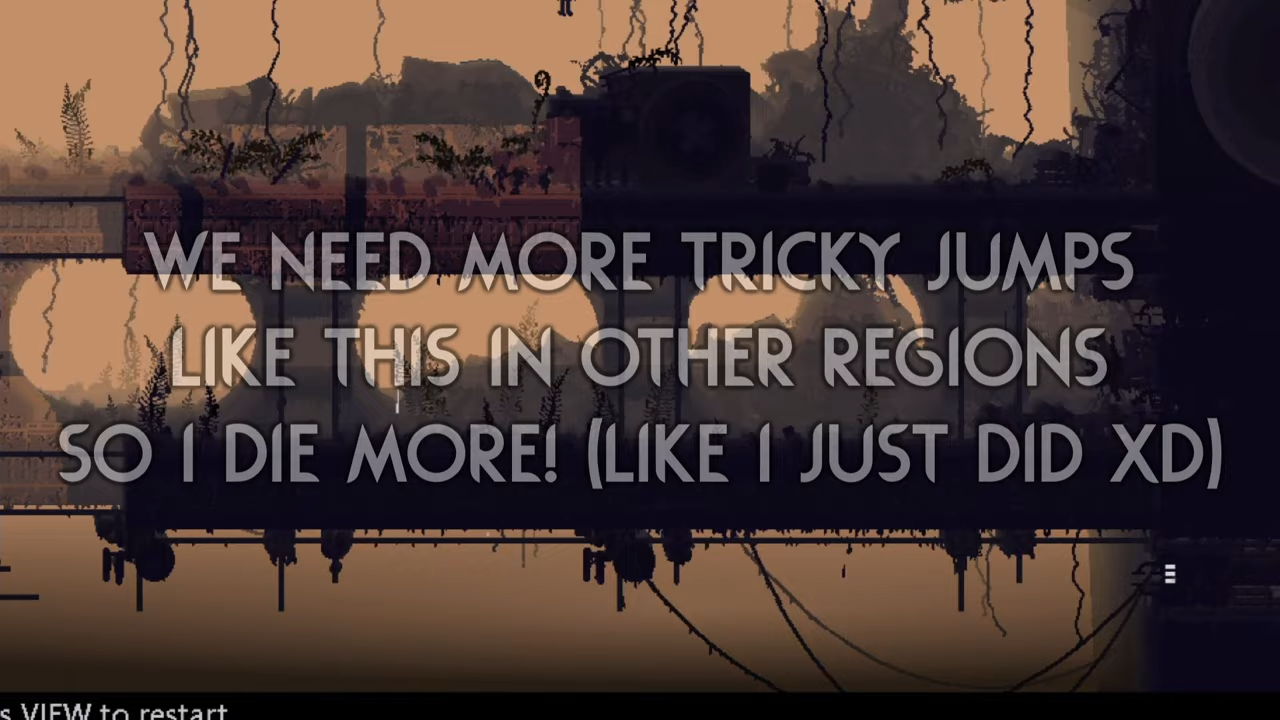 WE NEED MORE TRICKY JUMPS
LIKE THIS IN OTHER REGIONS
SO I DIE MORE! (LIKE I JUST DID XD)
s VIEW to restart